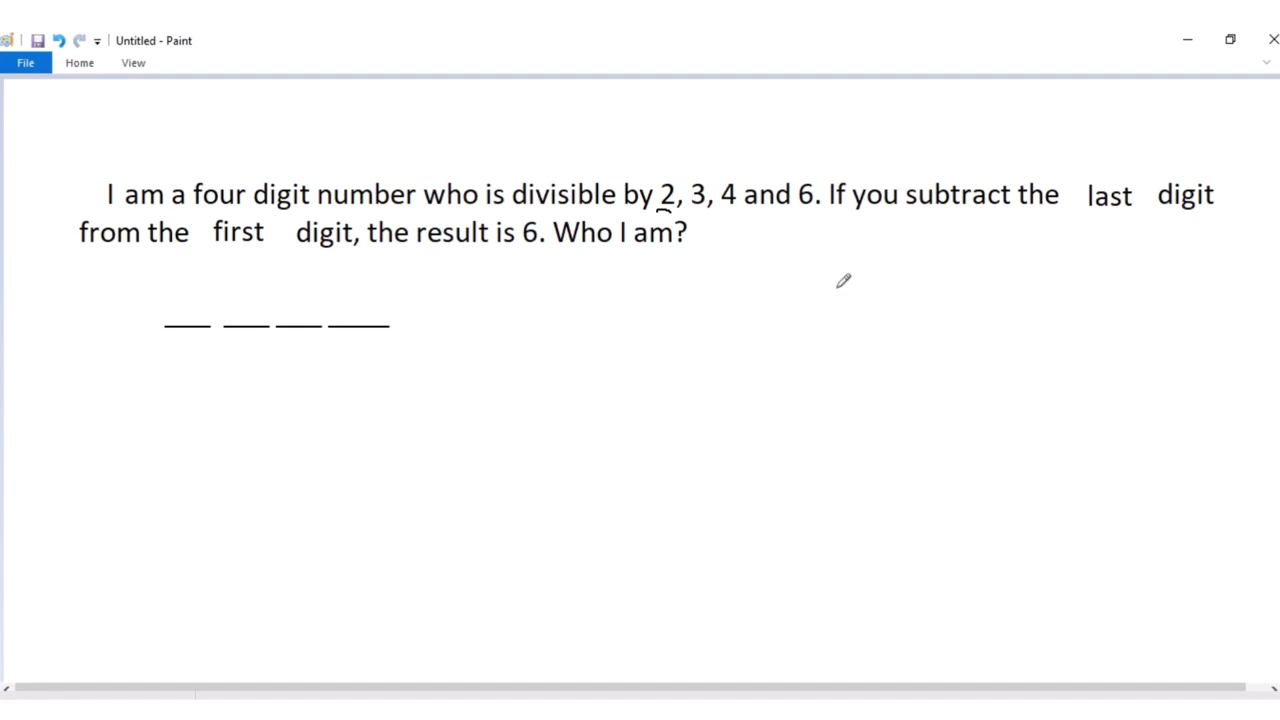 Untitled - Paint
File Home View
I am a four digit number who is divisible by 2, 3, 4 and 6. If you subtract the last digit
from the first digit, the result is 6. Who I am?